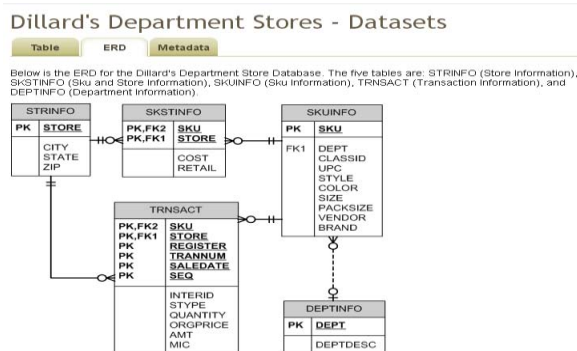 Dillard's Department Stores - Datasets
Table ERD Metadata
Below is the ERD for the Dillard's Department Store Database. The five tables are: STRINFO (Store Information),
SKSTINFO (Sku and Store Information), SKUINFO (Sku Information), TRNSACT (Transaction Information), and
DEPTINFO (Department Information).
STRINFO
PK STORE
CITY
STATE
ZIP
SKSTINFO
PK,FK2 SKU
PK,FK1 STORE
COST
RETAIL
SKUINFO
PK SKU
FK1 DEPT
CLASSID
UPC
STYLE
COLOR
SIZE
PACKSIZE
VENDOR
BRAND
TRNSACT
PK,FK2 SKU
PK,FK1 STORE
PK REGISTER
PK TRANNUM
PK SALEDATE
PK SEQ
INTERID
STYPE
QUANTITY
ORGPRICE
AMT
MIC
DEPTINFO
PK DEPT
DEPTDESC